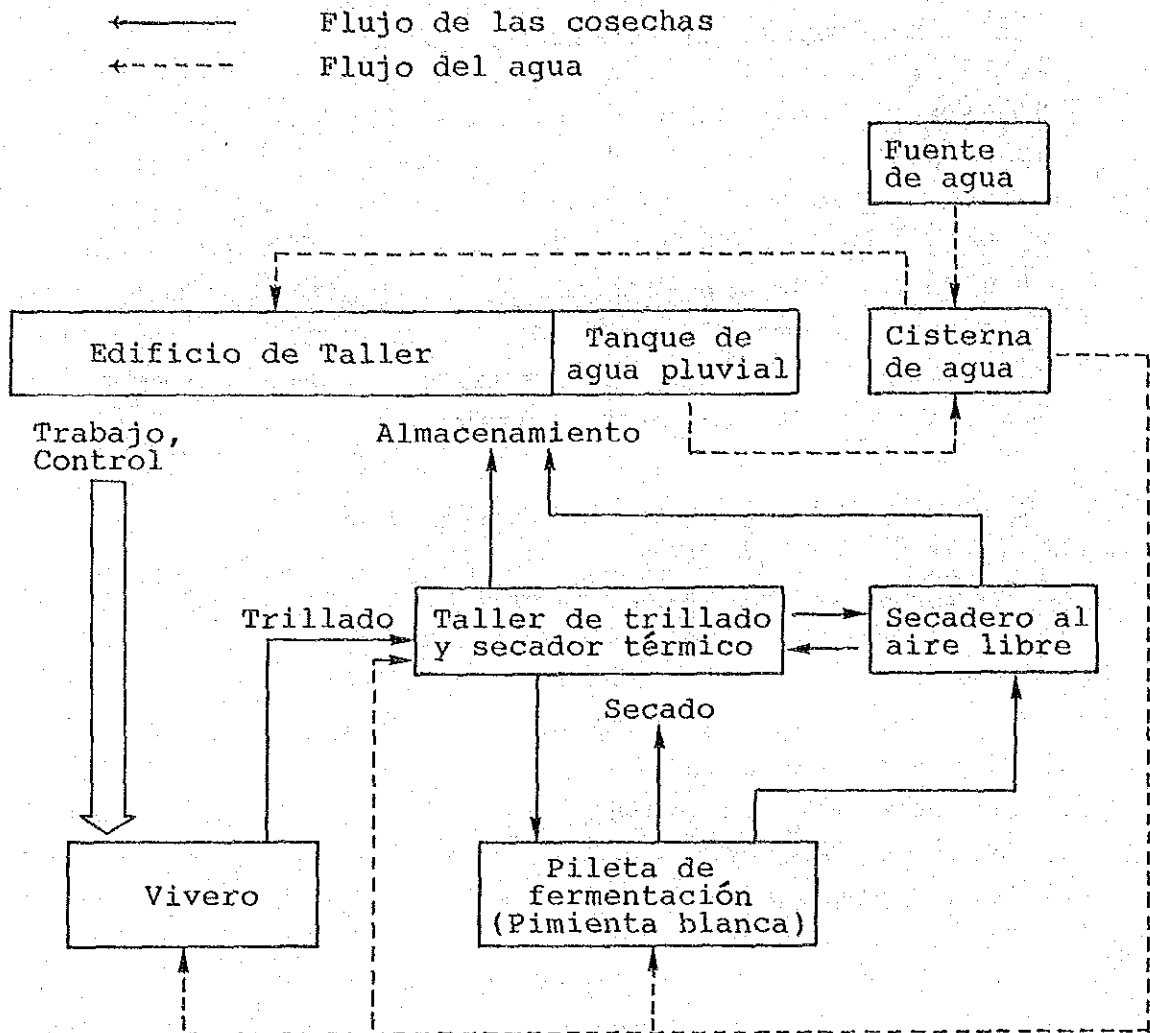 Flujo de las cosechas
Flujo del agua
Fuente
de agua
Edificio de Taller
Tanque de
agua pluvial
Cisterna
de agua
Trabajo,
Control
Almacenamiento
Trillado
Taller de trillado
y secador térmico
Secadero al
aire libre
Secado
Vivero
Pileta de
fermentación
(Pimienta blanca)